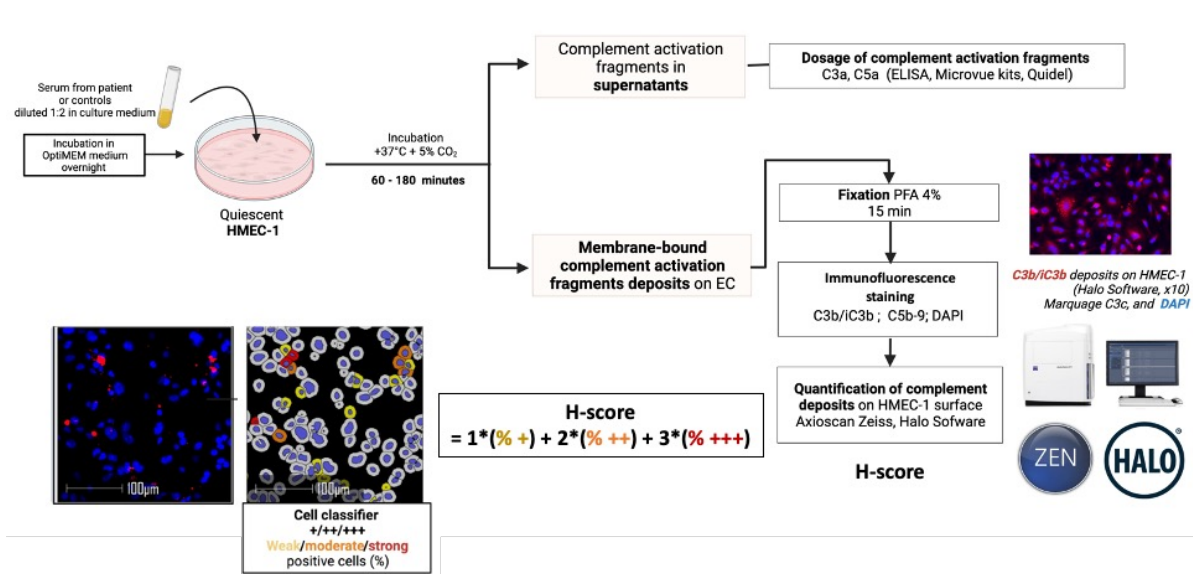 Serum from patient
or controls
diluted 1:2 in culture medium
Incubation in
OptiMEM medium
overnight
Quiescent
HMEC-1
Incubation
+37°C + 5% CO₂
60 - 180 minutes
Complement activation
fragments in
supernatants
Dosage of complement activation fragments
C3a, C5a (ELISA, Microvue kits, Quidel)
Membrane-bound
complement activation
fragments deposits on EC
Fixation PFA 4%
15 min
Immunofluorescence
staining
C3b/iC3b ; C5b-9; DAPI
Quantification of complement
deposits on HMEC-1 surface
Axioscan Zeiss, Halo Sofware
H-score
C3b/iC3b deposits on HMEC-1
(Halo Software, x10)
Marquage C3c, and DAPI
ZEN
HALO®
100µm
100µm
Cell classifier
+/++/+++
Weak/moderate/strong
positive cells (%)
H-score
= 1*(% +) + 2*(% ++) + 3*(% +++)